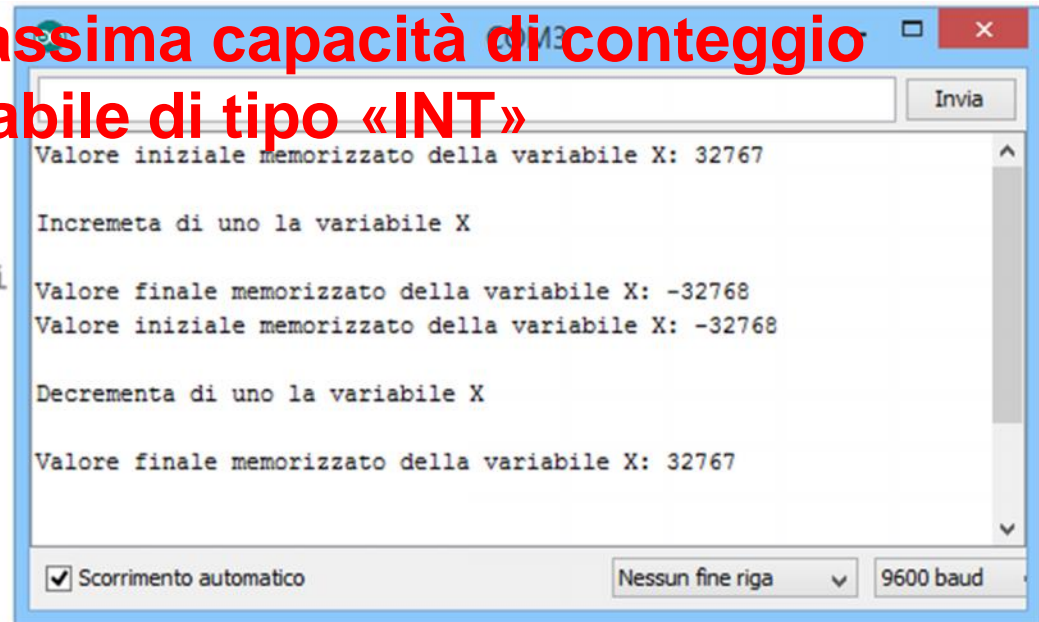 assima capacità di conteggio
COM3
Invia
abile di tipo «INT»
Valore iniziale memorizzato della variabile X: 32767
Incremeta di uno la variabile X
Valore finale memorizzato della variabile X: -32768
Valore iniziale memorizzato della variabile X: -32768
Decrementa di uno la variabile X
Valore finale memorizzato della variabile X: 32767
Scorrimento automatico
Nessun fine riga
9600 baud